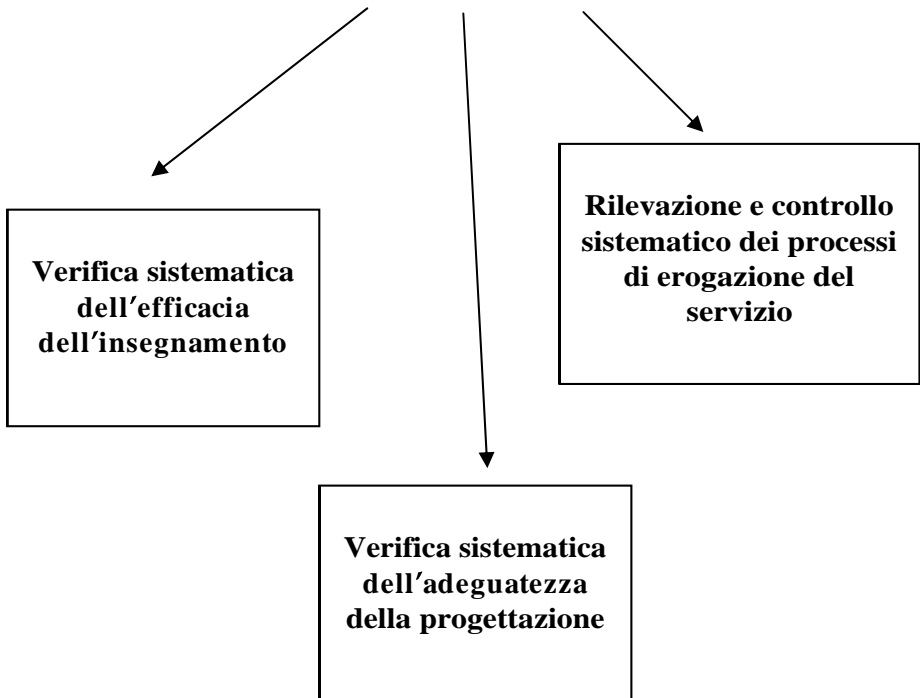 Verifica sistematica
dell'efficacia
dell'insegnamento
Rilevazione e controllo
sistematico dei processi
di erogazione del
servizio
Verifica sistematica
dell'adeguatezza
della progettazione